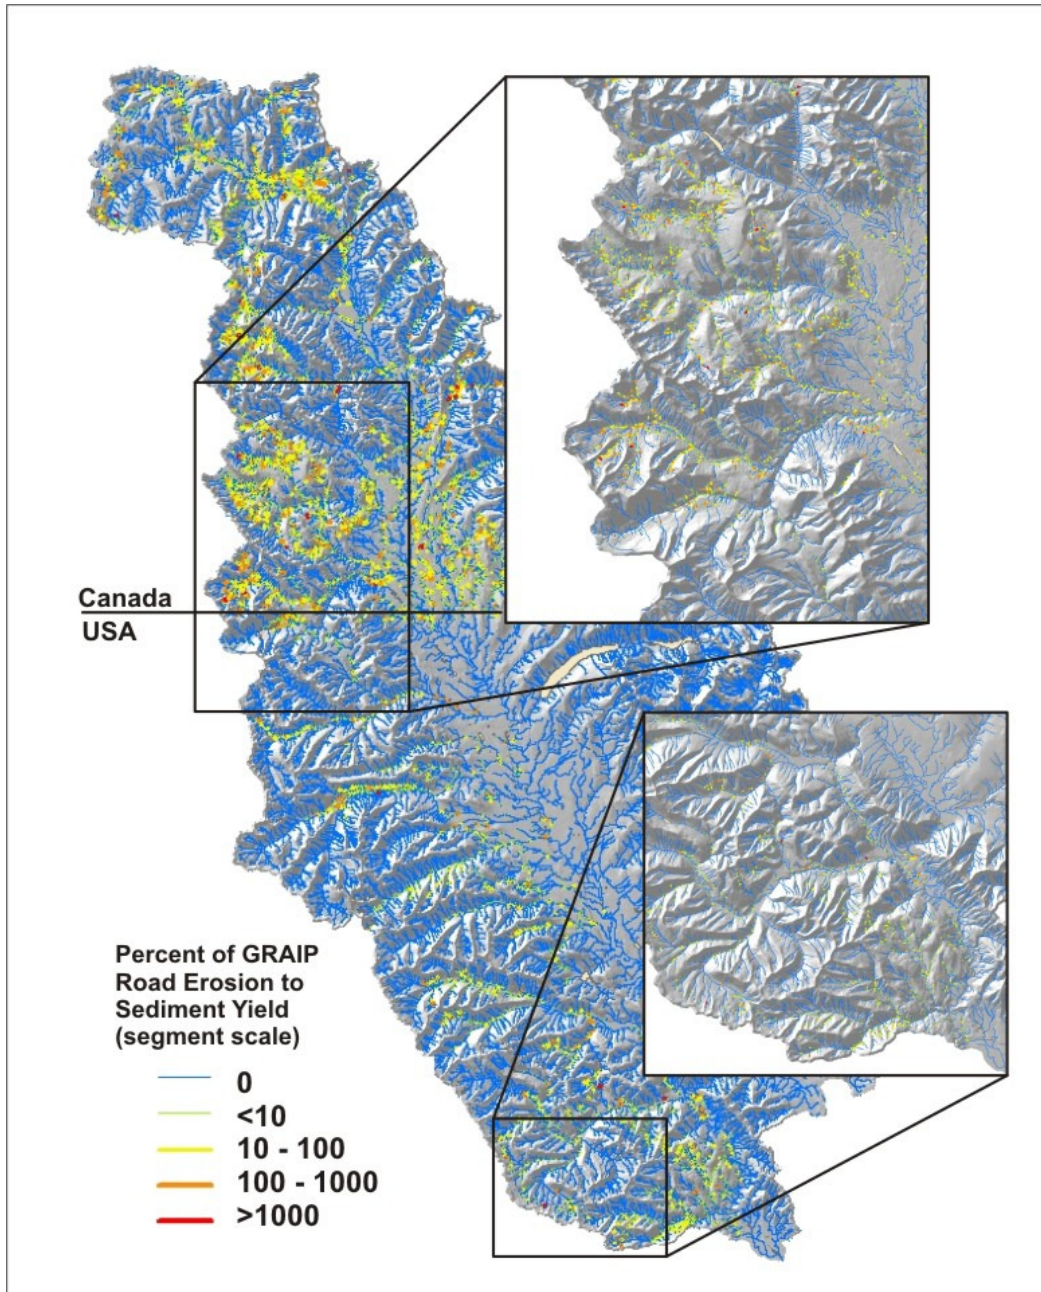 Canada
USA
Percent of GRAIP
Road Erosion to
Sediment Yield
(segment scale)
0
<10
10 - 100
100 - 1000
>1000